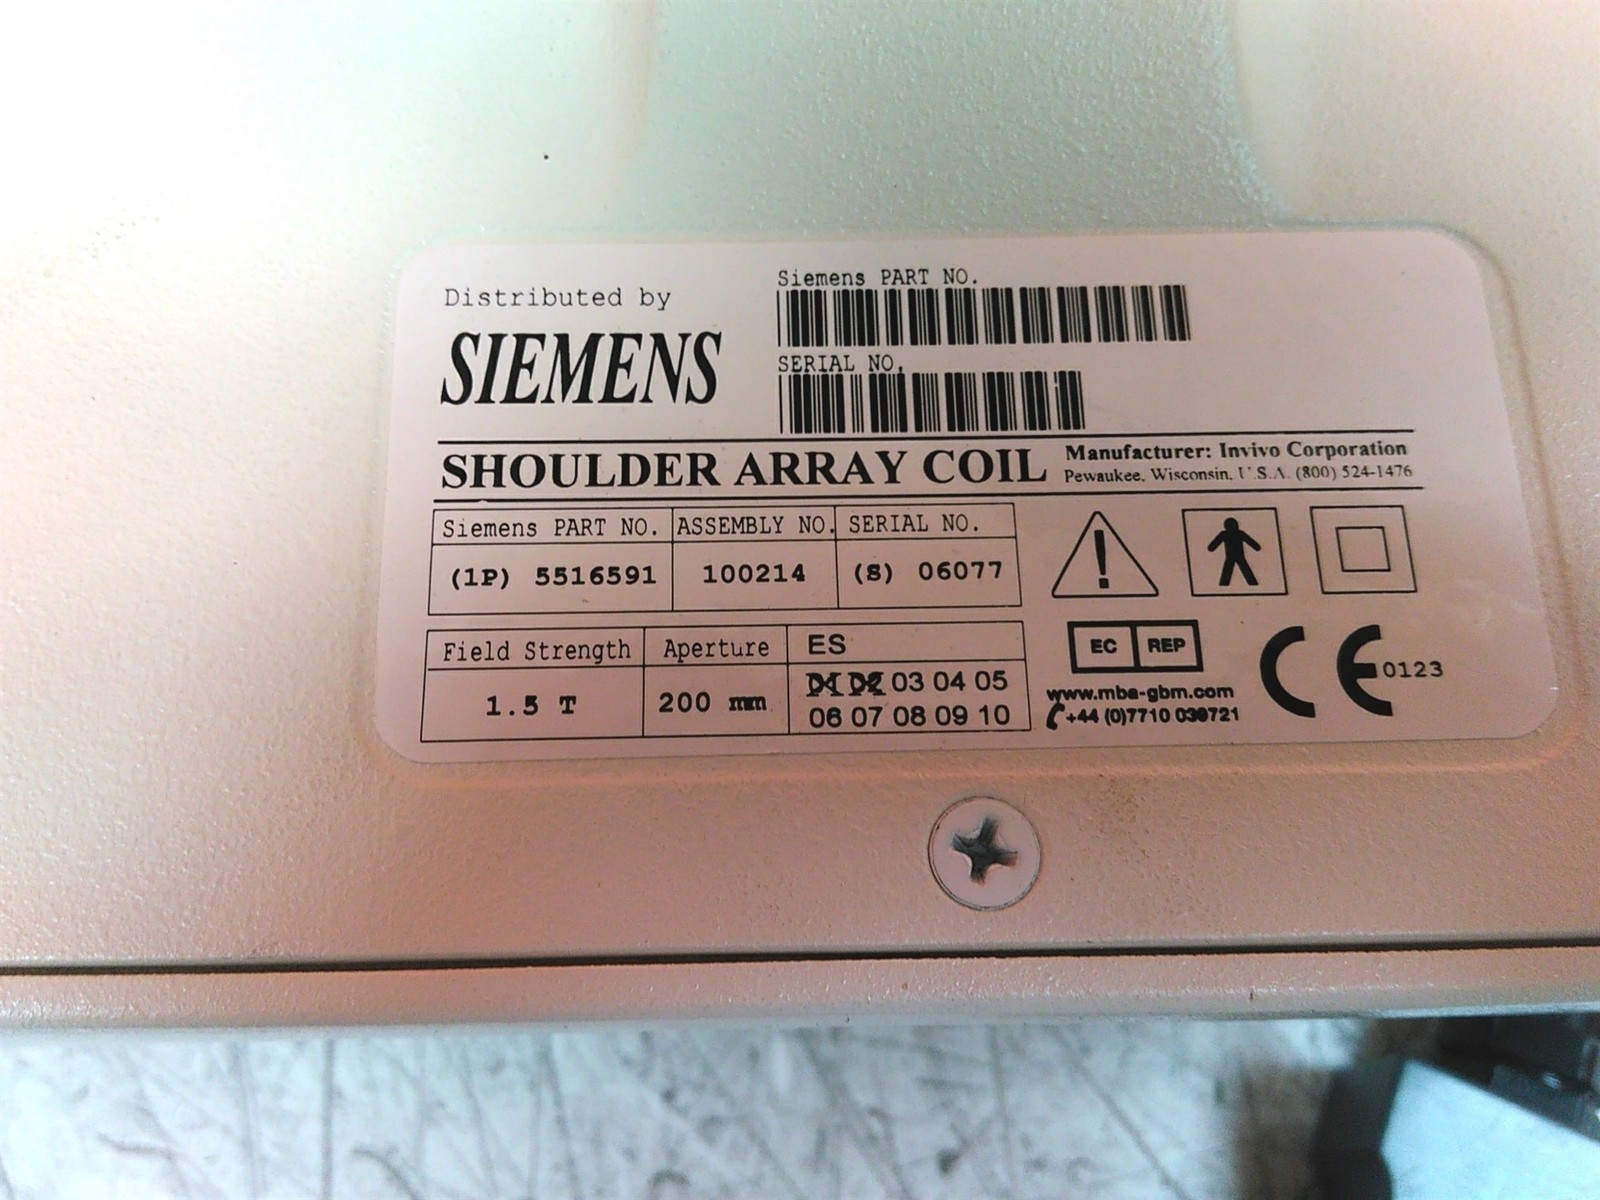 Distributed by
SIEMENS
Siemens PART NO.
SERIAL NO.
SHOULDER ARRAY COIL
Manufacturer: Invivo Corporation
Pewaukee, Wisconsin, U.S.A. (800) 524-1476
Siemens PART NO. ASSEMBLY NO. SERIAL NO.
(1P) 5516591 100214 (S) 06077
Field Strength Aperture ES
1.5 T 200 mm
03 04 05
06 07 08 09 10
EC REP
www.mba-gbm.com
+44 (0)7710
CE 0123